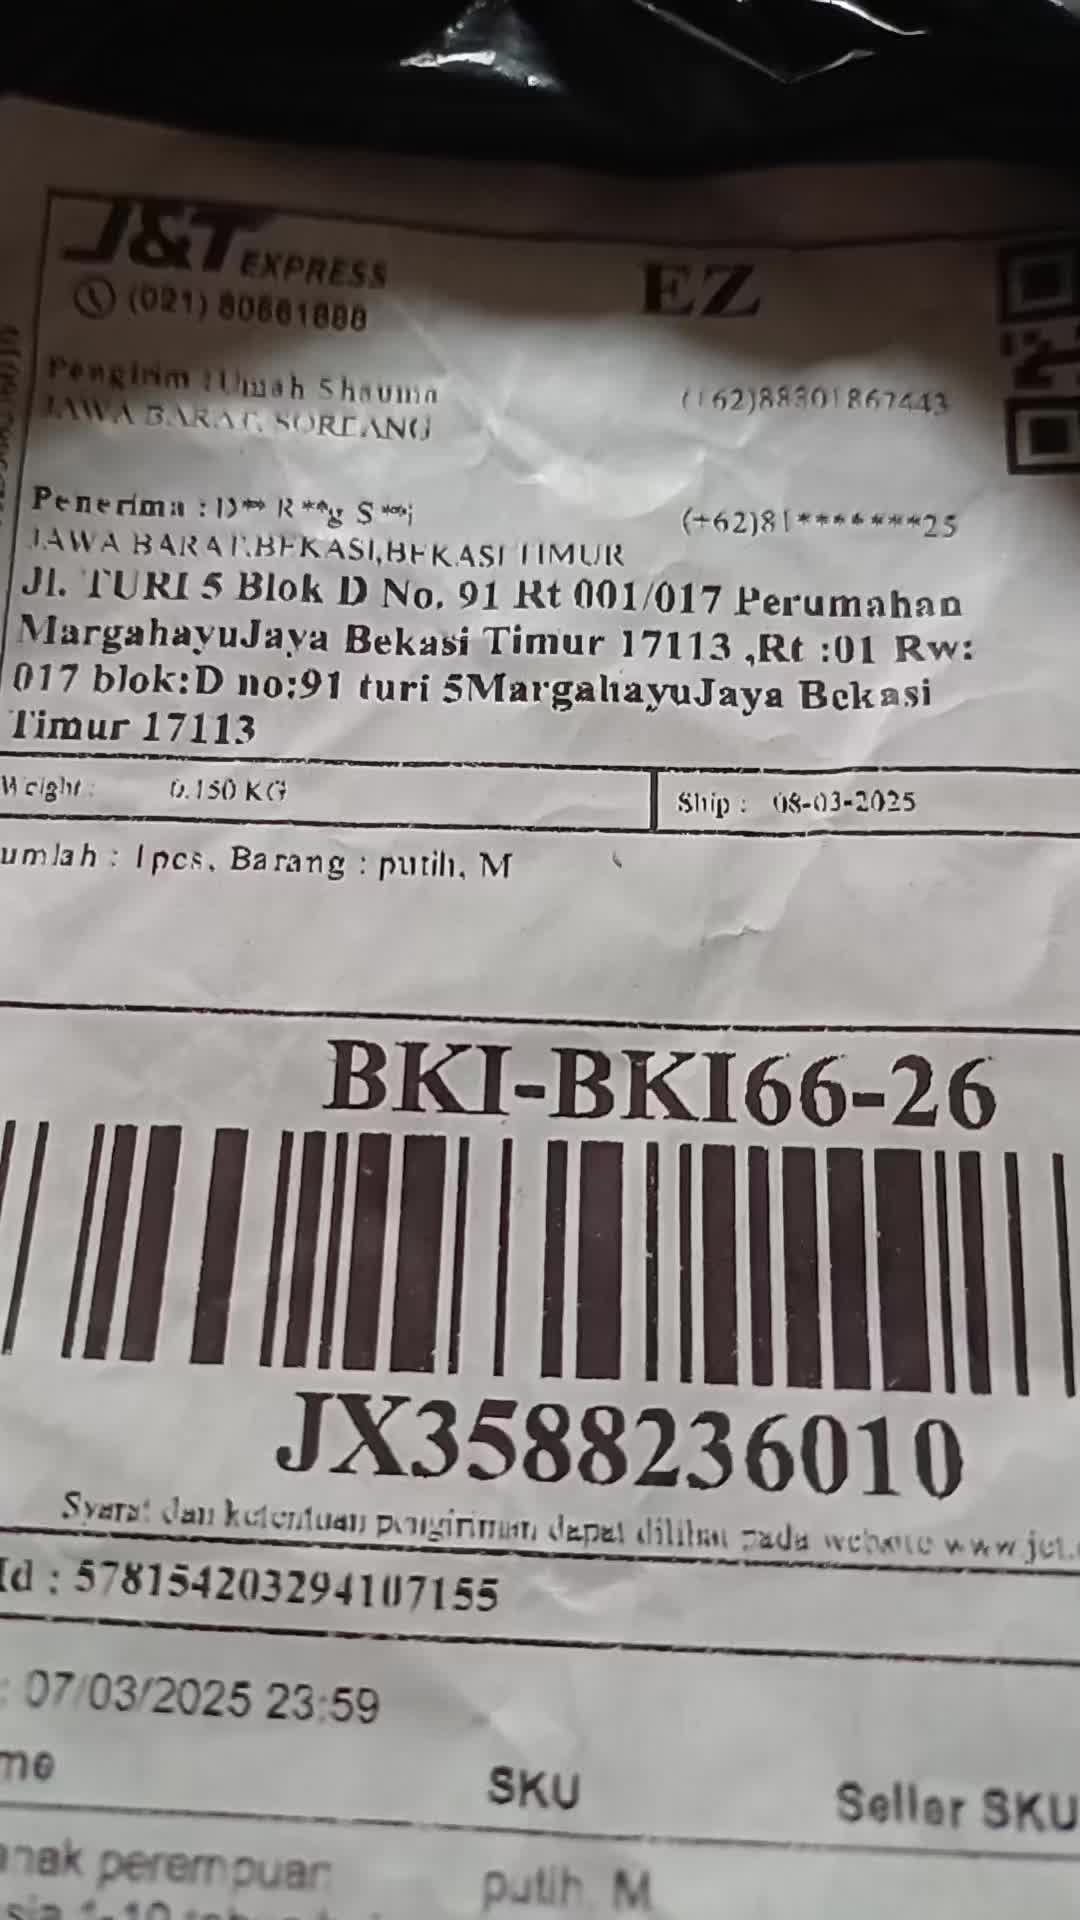 J&T EXPRESS
EZ
(021) 80661888
Pengirim : Umah Shauma
(+62)88301867443
JAWA BARAT, SOREANG
Penerima : D** R**g S***i
(+62)81*******25
JAWA BARAT,BEKASI,BEKASI TIMUR
Jl. TURI 5 Blok D No. 91 Rt 001/017 Perumahan
MargahayuJaya Bekasi Timur 17113 ,Rt :01 Rw:
017 blok:D no:91 turi 5MargahayuJaya Bekasi
Timur 17113
Weight : 0.150 KG
Ship : 08-03-2025
umlah : 1pcs, Barang : putih, M
BKI-BKI66-26
JX3588236010
Syarat dan ketentuan pengiriman dapat dilihat pada website www.jet.
Id : 578154203294107155
: 07/03/2025 23:59
me
SKU
Seller SKU
anak perempuan
putih, M
sia 1-10